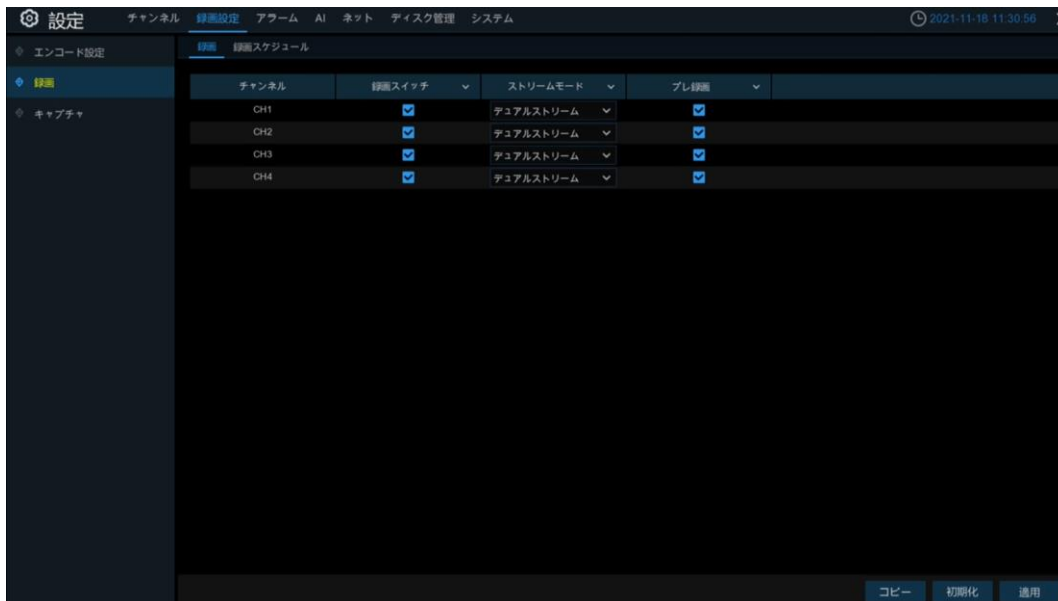 設定 チャンネル 録画設定 アラーム AI ネット ディスク管理 システム 2021-11-18 11:30:56
エンコード設定
録画
キャプチャ
録画 録画スケジュール
チャンネル 録画スイッチ ストリームモード プレ録画
CH1 デュアルストリーム
CH2 デュアルストリーム
CH3 デュアルストリーム
CH4 デュアルストリーム
コピー 初期化 適用